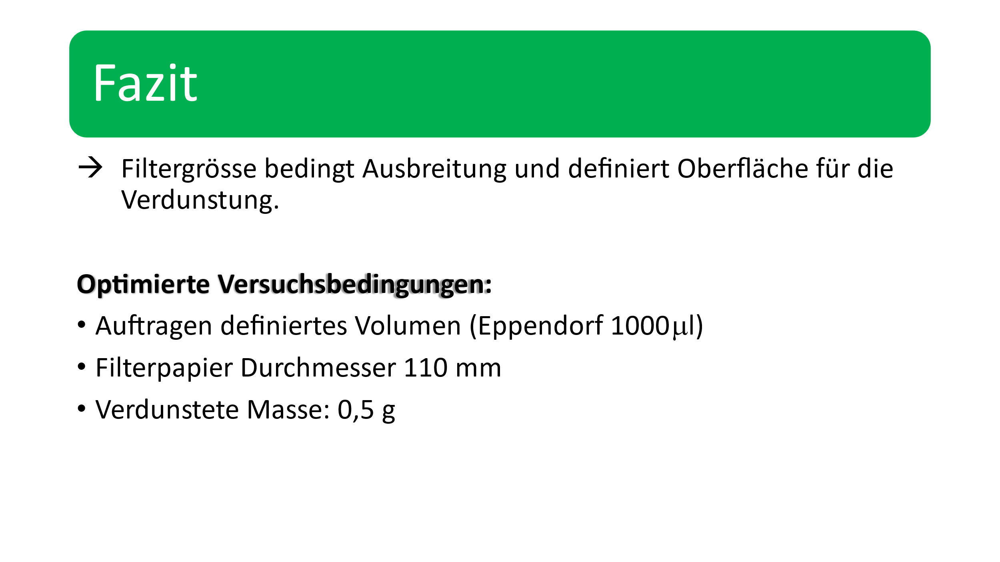 Fazit
→ Filtergrösse bedingt Ausbreitung und definiert Oberfläche für die
Verdunstung.
Optimierte Versuchsbedingungen:
• Auftragen definiertes Volumen (Eppendorf 1000µl)
• Filterpapier Durchmesser 110 mm
• Verdunstete Masse: 0,5 g